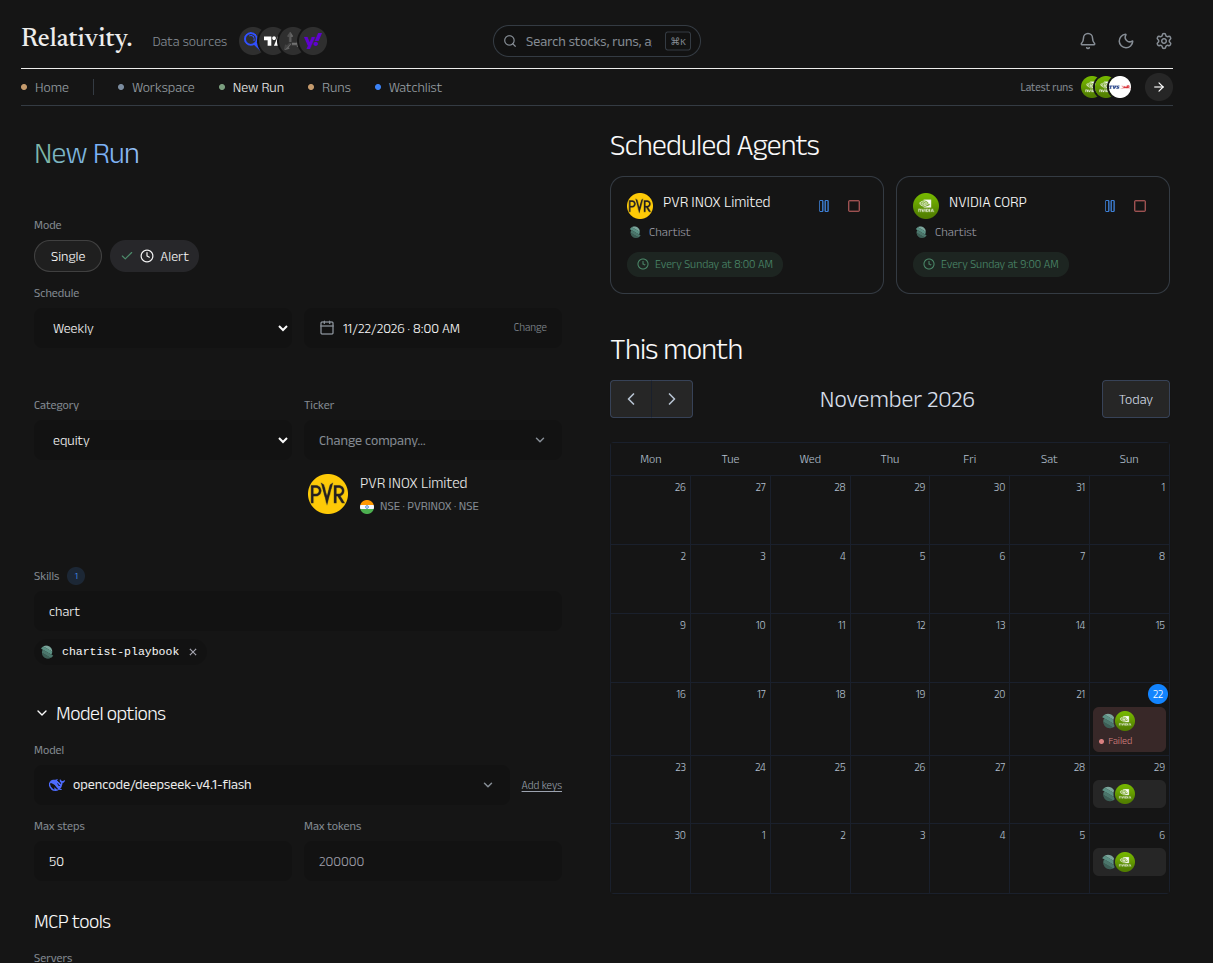 Relativity.
Data sources
Search stocks, runs, a
⌘K
Home
Workspace
New Run
Runs
Watchlist
Latest runs
New Run
Mode
Single
Alert
Schedule
Weekly
11/22/2026 · 8:00 AM
Change
Category
Ticker
equity
Change company...
PVR
PVR INOX Limited
NSE · PVRINOX · NSE
Skills 1
chart
chartist-playbook ×
Model options
Model
opencode/deepseek-v4.1-flash
Add keys
Max steps
Max tokens
50
200000
MCP tools
Servers
Scheduled Agents
PVR
PVR INOX Limited
Chartist
Every Sunday at 8:00 AM
NVIDIA CORP
Chartist
Every Sunday at 9:00 AM
This month
November 2026
Today
Mon Tue Wed Thu Fri Sat Sun
26 27 28 29 30 31 1
2 3 4 5 6 7 8
9 10 11 12 13 14 15
16 17 18 19 20 21 22
Failed
23 24 25 26 27 28 29
30 1 2 3 4 5 6